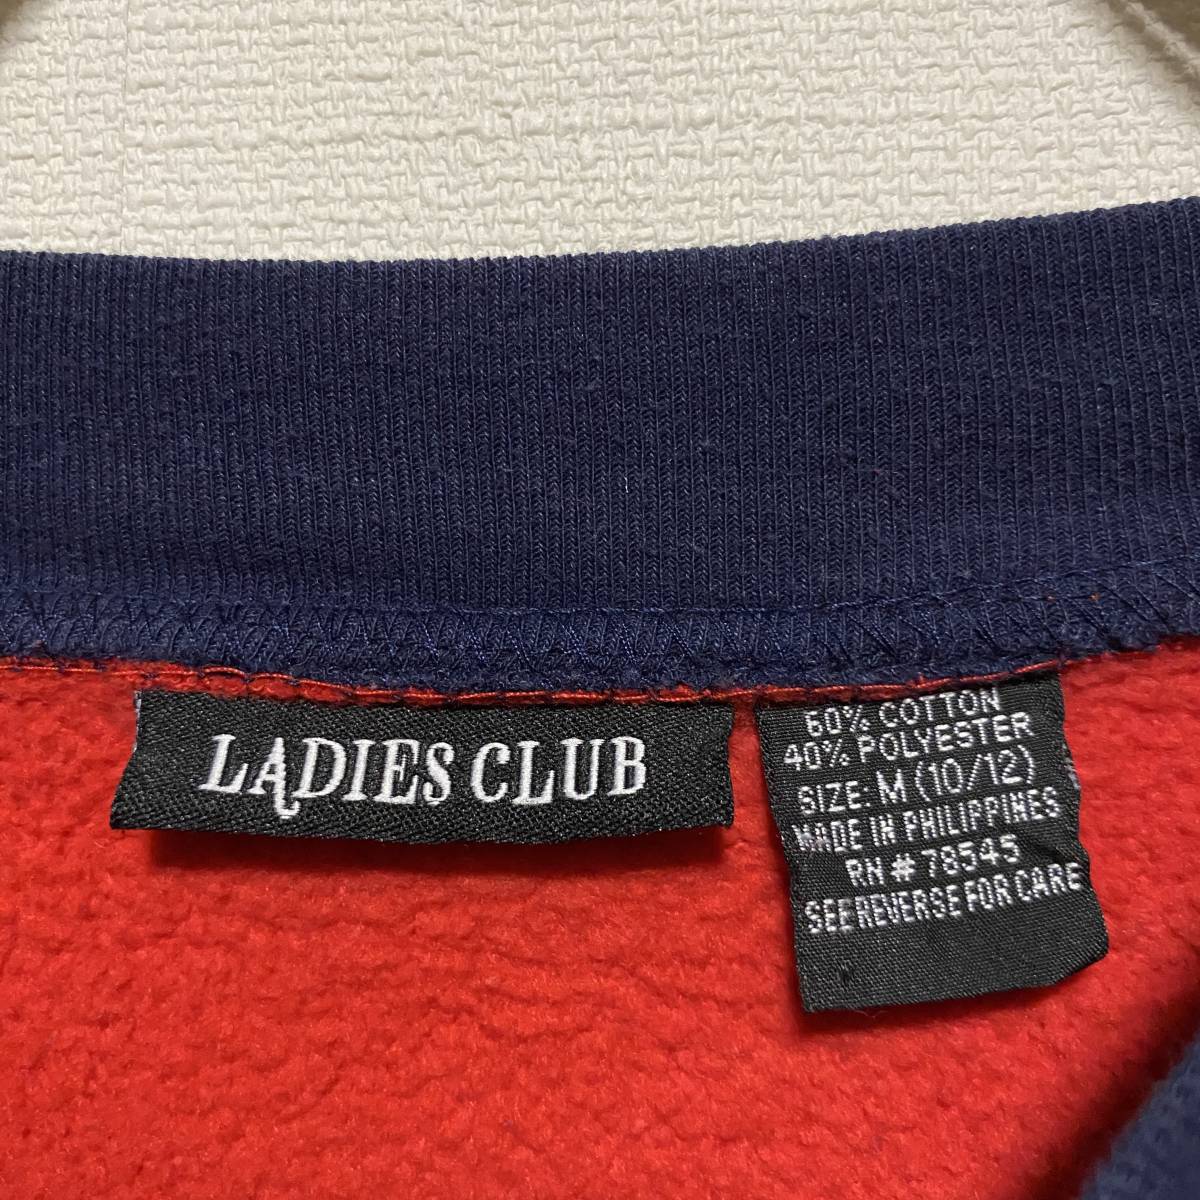 LADIES CLUB
60% COTTON
40% POLYESTER
SIZE: M (10/12)
MADE IN PHILIPPINES
RN # 78545
SEE REVERSE FOR CARE